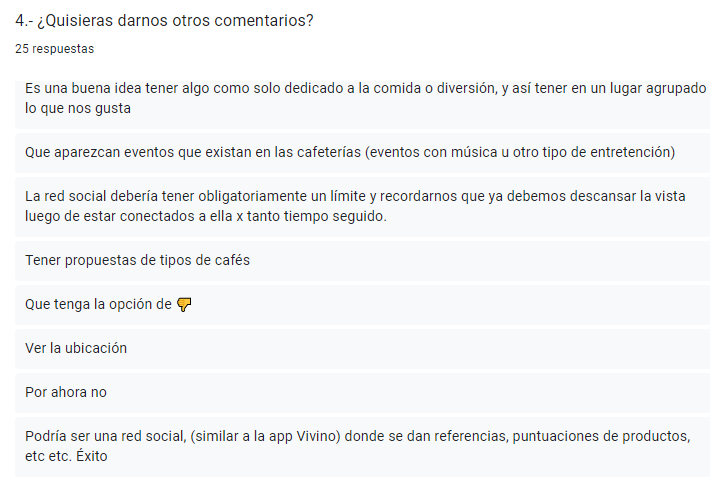 4.- ¿Quisieras darnos otros comentarios?
25 respuestas
Es una buena idea tener algo como solo dedicado a la comida o diversión, y así tener en un lugar agrupado
lo que nos gusta
Que aparezcan eventos que existan en las cafeterías (eventos con música u otro tipo de entretención)
La red social debería tener obligatoriamente un límite y recordarnos que ya debemos descansar la vista
luego de estar conectados a ella x tanto tiempo seguido.
Tener propuestas de tipos de cafés
Que tenga la opción de 👎
Ver la ubicación
Por ahora no
Podría ser una red social, (similar a la app Vivino) donde se dan referencias, puntuaciones de productos,
etc etc. Éxito